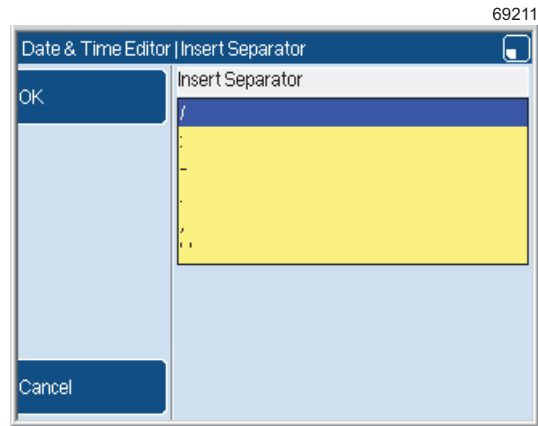 69211
Date & Time Editor | Insert Separator
Insert Separator
OK
/
:
-
.
,
' '
Cancel